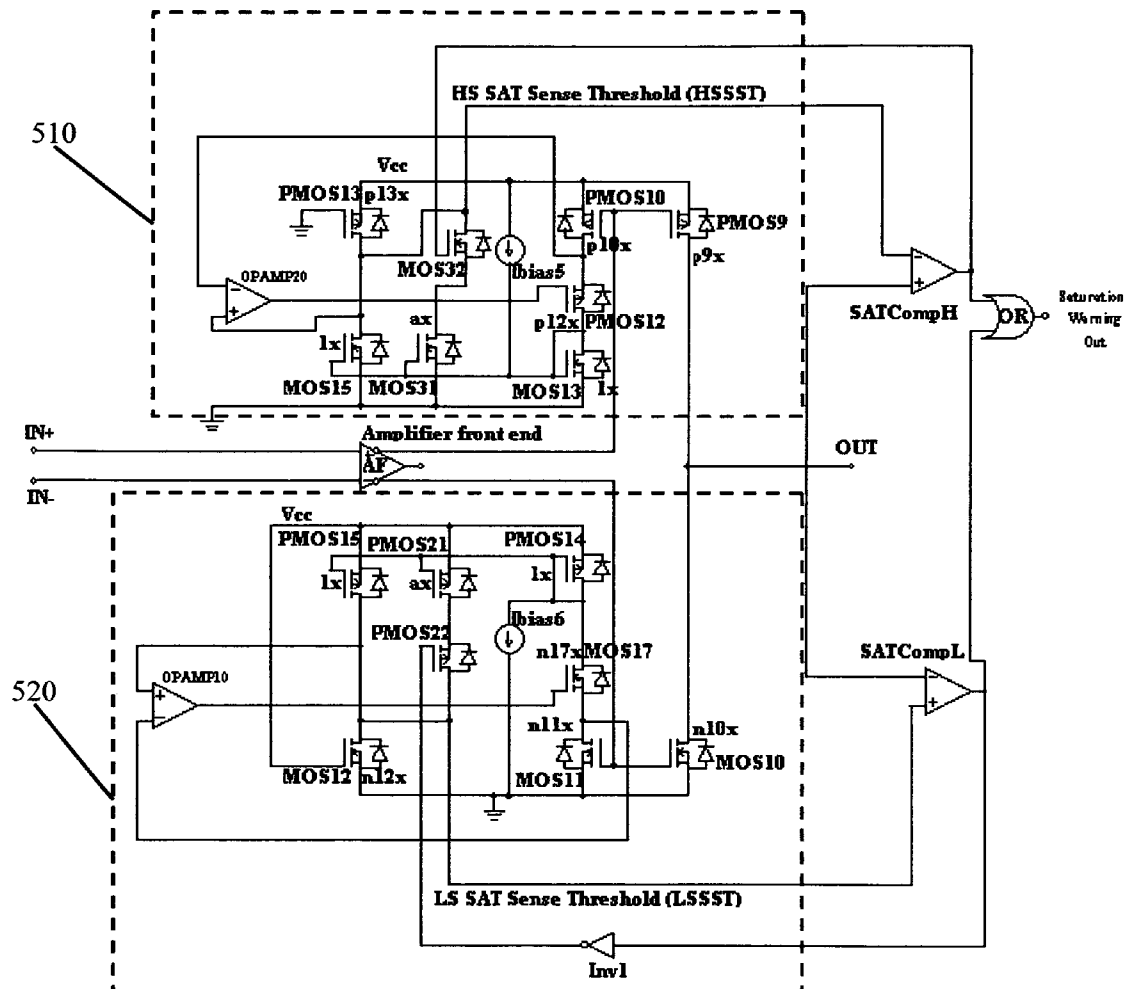 510
HS SAT Sense Threshold (HSSST)
Vcc
PMOS13 p13x
PMOS10
PMOS9
p10x
p9x
MOS32
Ibias5
OPAMP20
SATCompH
OR
Saturation
Warning
Out
1x
ax
p12x PMOS12
MOS15
MOS31
MOS13
1x
IN+
Amplifier front end
AF
OUT
IN-
Vcc
PMOS15
PMOS21
PMOS14
1x
ax
1x
Ibias6
PMOS22
n17x MOS17
SATCompL
520
OPAMP10
n11x
n10x
MOS12 n12x
MOS11
MOS10
LS SAT Sense Threshold (LSSST)
Inv1